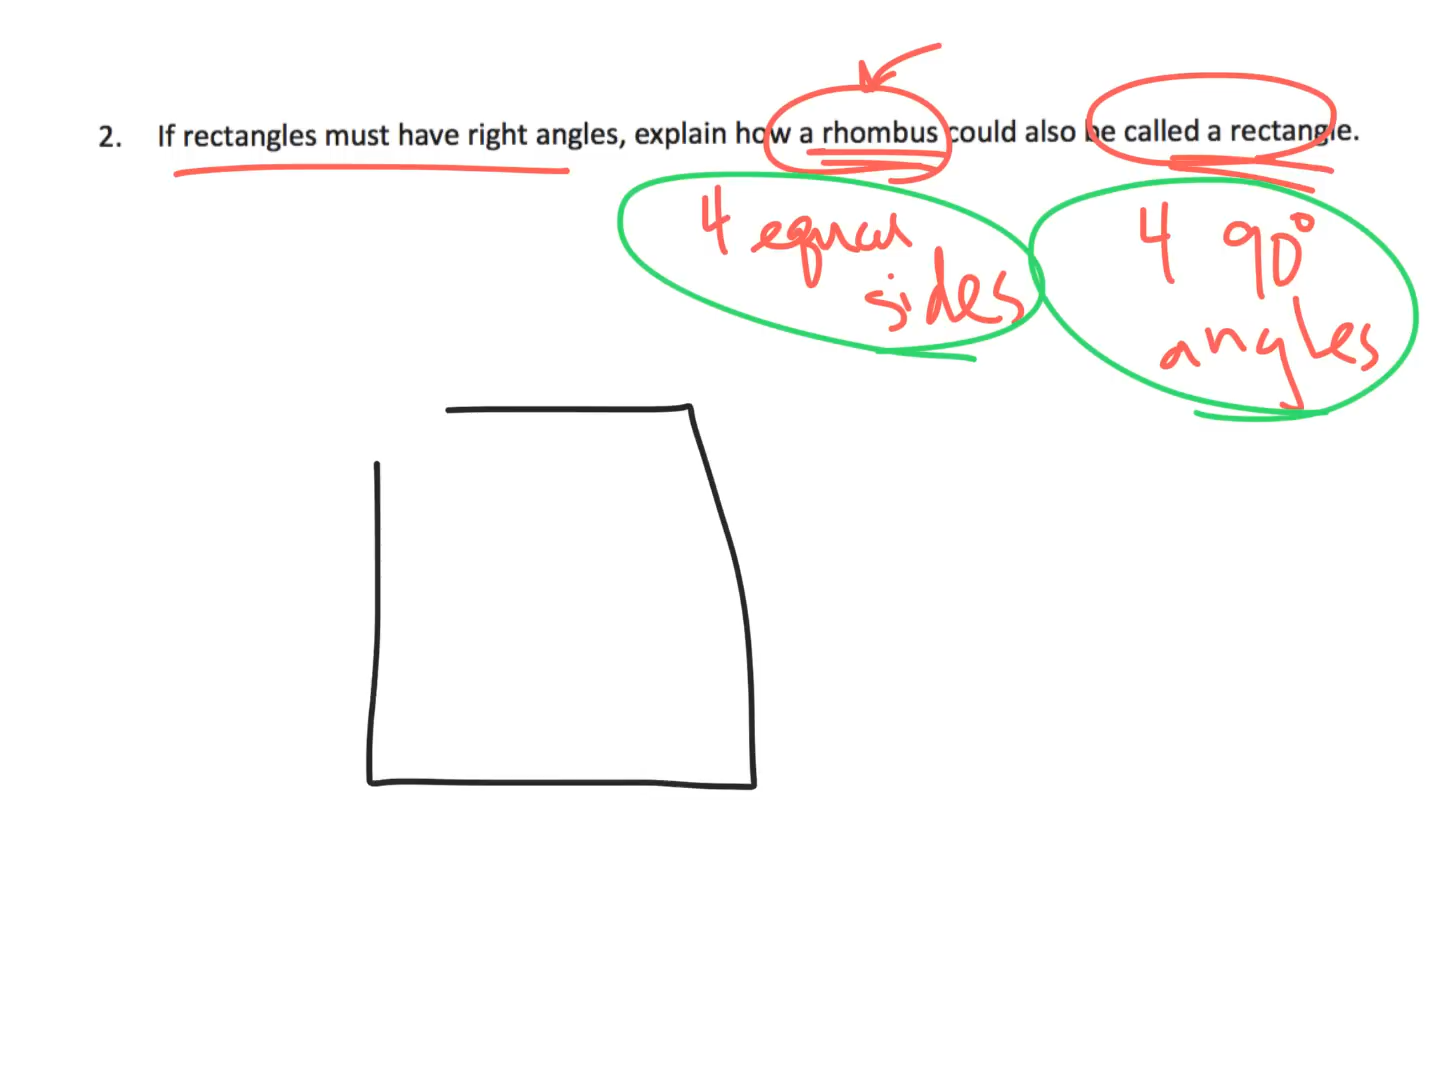 2. If rectangles must have right angles, explain how a rhombus could also be called a rectangle.
4 equal
sides
4 90°
angles